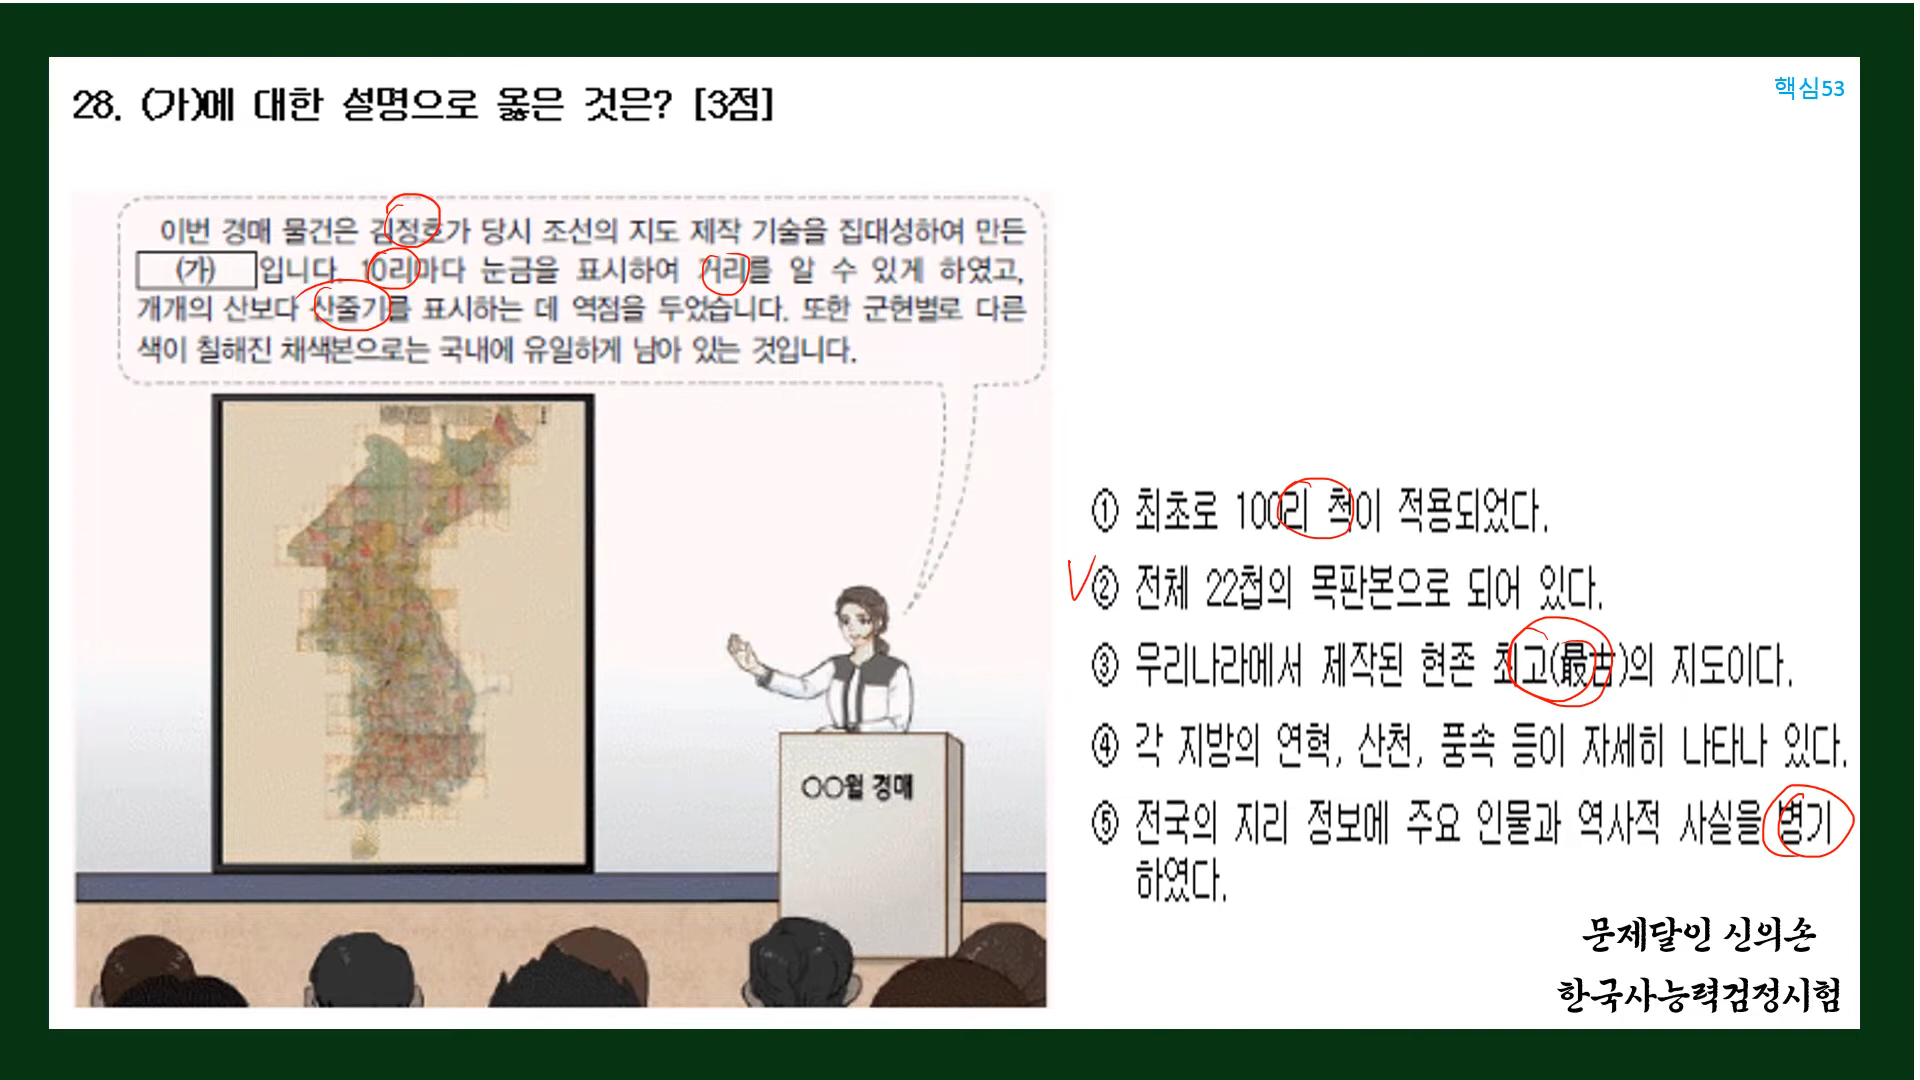 28. (가)에 대한 설명으로 옳은 것은? [3점]
핵심53
이번 경매 물건은 김정호가 당시 조선의 지도 제작 기술을 집대성하여 만든
(가) 입니다. 10리마다 눈금을 표시하여 거리를 알 수 있게 하였고,
개개의 산보다 산줄기를 표시하는 데 역점을 두었습니다. 또한 군현별로 다른
색이 칠해진 채색본으로는 국내에 유일하게 남아 있는 것입니다.
○○월 경매
① 최초로 100리 척이 적용되었다.
② 전체 22첩의 목판본으로 되어 있다.
③ 우리나라에서 제작된 현존 최고(最古)의 지도이다.
④ 각 지방의 연혁, 산천, 풍속 등이 자세히 나타나 있다.
⑤ 전국의 지리 정보에 주요 인물과 역사적 사실을 병기
하였다.
문제달인 신의손
한국사능력검정시험